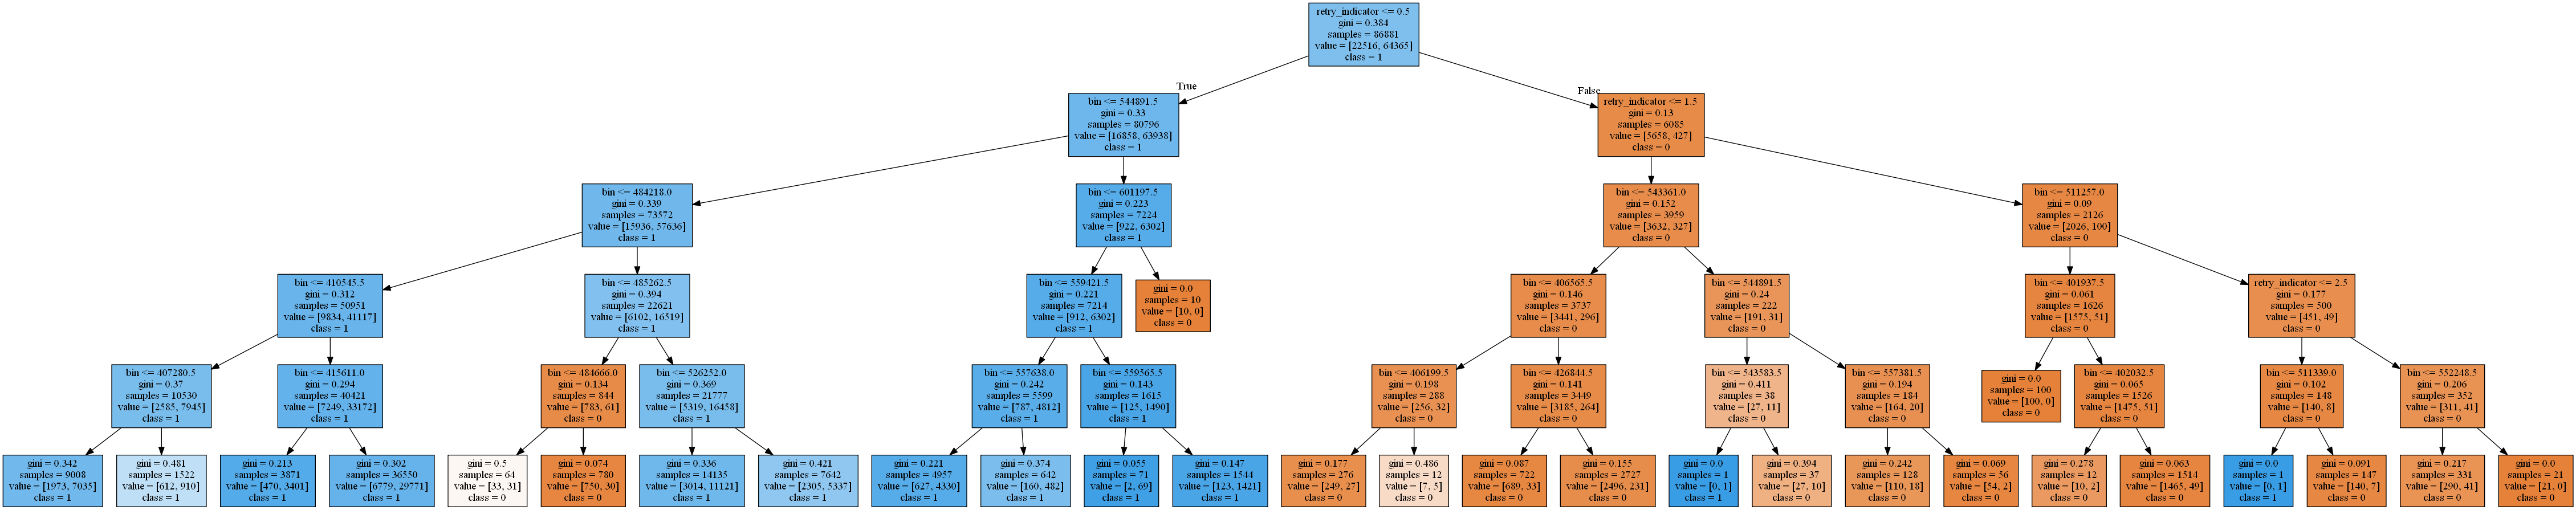 retry_indicator <= 0.5
gini = 0.384
samples = 86881
value = [22516, 64365]
class = 1
True
False
bin <= 544891.5
gini = 0.33
samples = 80796
value = [16858, 63938]
class = 1
retry_indicator <= 1.5
gini = 0.13
samples = 6085
value = [5658, 427]
class = 0
bin <= 484218.0
gini = 0.339
samples = 73572
value = [15936, 57636]
class = 1
bin <= 601197.5
gini = 0.223
samples = 7224
value = [922, 6302]
class = 1
bin <= 543361.0
gini = 0.152
samples = 3959
value = [3632, 327]
class = 0
bin <= 511257.0
gini = 0.09
samples = 2126
value = [2026, 100]
class = 0
bin <= 410545.5
gini = 0.312
samples = 50951
value = [9834, 41117]
class = 1
bin <= 485262.5
gini = 0.394
samples = 22621
value = [6102, 16519]
class = 1
bin <= 559421.5
gini = 0.221
samples = 7214
value = [912, 6302]
class = 1
gini = 0.0
samples = 10
value = [10, 0]
class = 0
bin <= 406565.5
gini = 0.146
samples = 3737
value = [3441, 296]
class = 0
bin <= 544891.5
gini = 0.24
samples = 222
value = [191, 31]
class = 0
bin <= 401937.5
gini = 0.061
samples = 1626
value = [1575, 51]
class = 0
retry_indicator <= 2.5
gini = 0.177
samples = 500
value = [451, 49]
class = 0
bin <= 407280.5
gini = 0.37
samples = 10530
value = [2585, 7945]
class = 1
bin <= 415611.0
gini = 0.294
samples = 40421
value = [7249, 33172]
class = 1
bin <= 484666.0
gini = 0.134
samples = 844
value = [783, 61]
class = 0
bin <= 526252.0
gini = 0.369
samples = 21777
value = [5319, 16458]
class = 1
bin <= 557638.0
gini = 0.242
samples = 5599
value = [787, 4812]
class = 1
bin <= 559565.5
gini = 0.143
samples = 1615
value = [125, 1490]
class = 1
bin <= 406199.5
gini = 0.198
samples = 288
value = [256, 32]
class = 0
bin <= 426844.5
gini = 0.141
samples = 3449
value = [3185, 264]
class = 0
bin <= 543583.5
gini = 0.411
samples = 38
value = [27, 11]
class = 0
bin <= 557381.5
gini = 0.194
samples = 184
value = [164, 20]
class = 0
gini = 0.0
samples = 100
value = [100, 0]
class = 0
bin <= 402032.5
gini = 0.065
samples = 1526
value = [1475, 51]
class = 0
bin <= 511339.0
gini = 0.102
samples = 148
value = [140, 8]
class = 0
bin <= 552248.5
gini = 0.206
samples = 352
value = [311, 41]
class = 0
gini = 0.342
samples = 9008
value = [1973, 7035]
class = 1
gini = 0.481
samples = 1522
value = [612, 910]
class = 1
gini = 0.213
samples = 3871
value = [470, 3401]
class = 1
gini = 0.302
samples = 36550
value = [6779, 29771]
class = 1
gini = 0.5
samples = 64
value = [33, 31]
class = 0
gini = 0.074
samples = 780
value = [750, 30]
class = 0
gini = 0.336
samples = 14135
value = [3014, 11121]
class = 1
gini = 0.421
samples = 7642
value = [2305, 5337]
class = 1
gini = 0.221
samples = 4957
value = [627, 4330]
class = 1
gini = 0.374
samples = 642
value = [160, 482]
class = 1
gini = 0.055
samples = 71
value = [2, 69]
class = 1
gini = 0.147
samples = 1544
value = [123, 1421]
class = 1
gini = 0.177
samples = 276
value = [249, 27]
class = 0
gini = 0.486
samples = 12
value = [7, 5]
class = 0
gini = 0.087
samples = 722
value = [689, 33]
class = 0
gini = 0.155
samples = 2727
value = [2496, 231]
class = 0
gini = 0.0
samples = 1
value = [0, 1]
class = 1
gini = 0.394
samples = 37
value = [27, 10]
class = 0
gini = 0.242
samples = 128
value = [110, 18]
class = 0
gini = 0.069
samples = 56
value = [54, 2]
class = 0
gini = 0.278
samples = 12
value = [10, 2]
class = 0
gini = 0.063
samples = 1514
value = [1465, 49]
class = 0
gini = 0.0
samples = 1
value = [0, 1]
class = 1
gini = 0.091
samples = 147
value = [140, 7]
class = 0
gini = 0.217
samples = 331
value = [290, 41]
class = 0
gini = 0.0
samples = 21
value = [21, 0]
class = 0